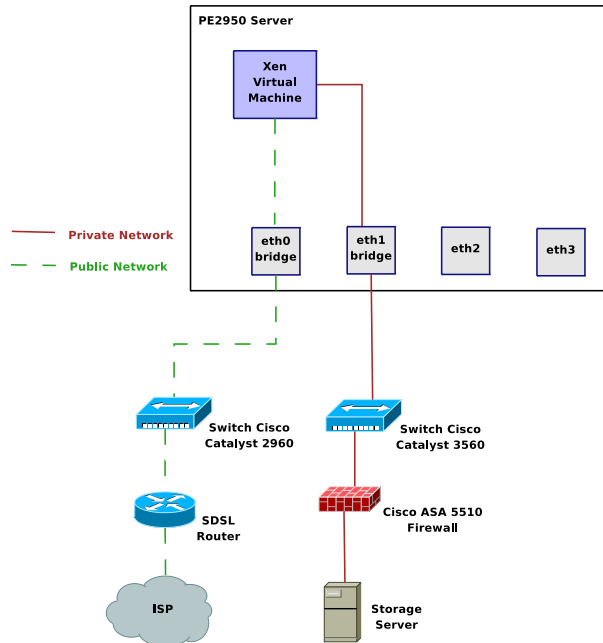 PE2950 Server
Xen
Virtual
Machine
Private Network
Public Network
eth0
bridge
eth1
bridge
eth2
eth3
Switch Cisco
Catalyst 2960
Switch Cisco
Catalyst 3560
SDSL
Router
Cisco ASA 5510
Firewall
ISP
Storage
Server